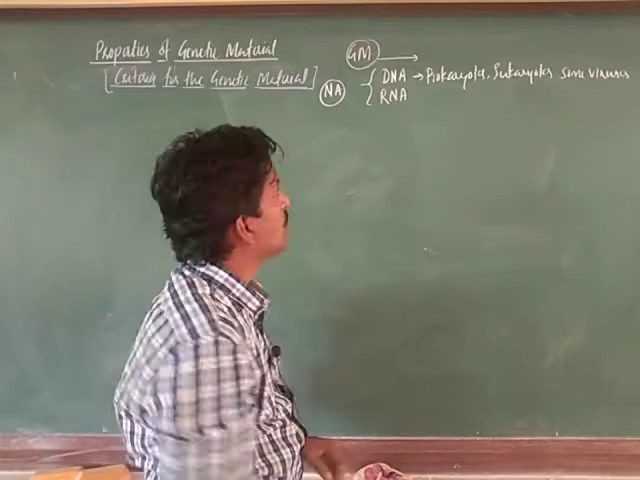 Properties of Genetic Material
[Criteria for the Genetic Material]
GM →
NA { DNA → Prokaryotes, Eukaryotes some viruses
RNA